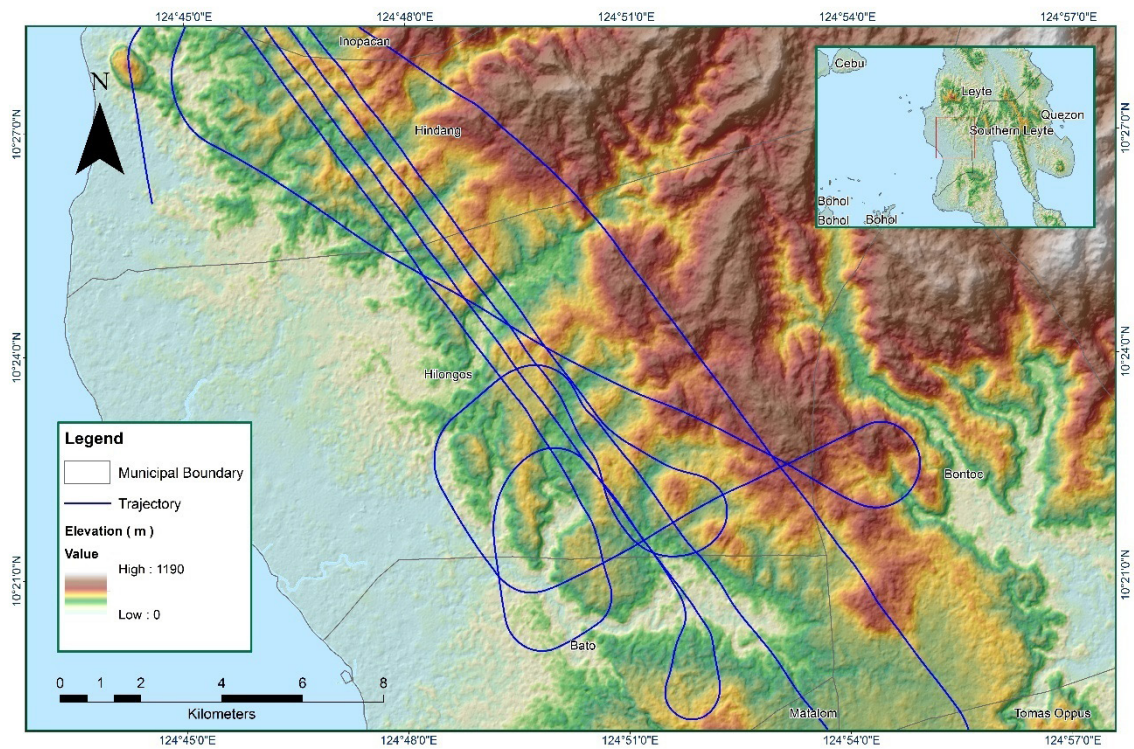 124°45'0"E
124°48'0"E
124°51'0"E
124°54'0"E
124°57'0"E
Inopacan
Cebu
Leyte
Quezon
Southern Leyte
Bohol
Bohol
Bohol
N
10°27'0"N
Hindang
10°27'0"N
10°24'0"N
10°24'0"N
Hilongos
Bontoc
Legend
Municipal Boundary
Trajectory
Elevation ( m )
Value
High : 1190
Low : 0
10°21'0"N
10°21'0"N
Bato
0 1 2 4 6 8
Kilometers
Matalom
Tomas Oppus
124°45'0"E
124°48'0"E
124°51'0"E
124°54'0"E
124°57'0"E